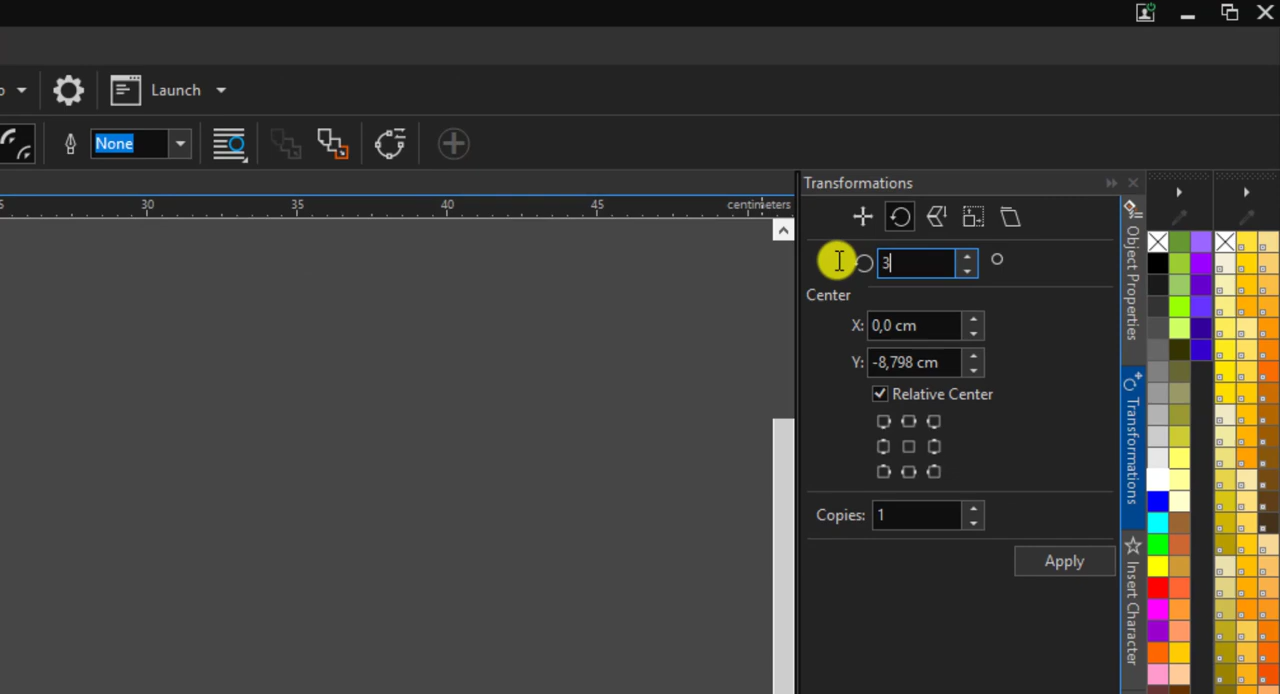 Launch
None
Transformations
30
35
40
45
centimeters
3
Center
X: 0,0 cm
Y: -8,798 cm
Relative Center
Copies: 1
Apply
Object Properties
Transformations
Insert Character